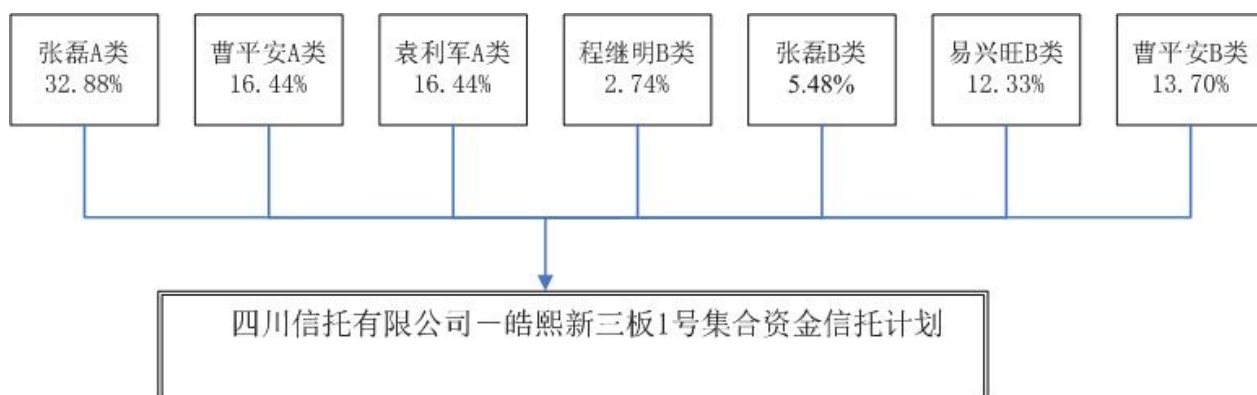 张磊A类
32.88%
曹平安A类
16.44%
袁利军A类
16.44%
程继明B类
2.74%
张磊B类
5.48%
易兴旺B类
12.33%
曹平安B类
13.70%
四川信托有限公司－皓熙新三板1号集合资金信托计划